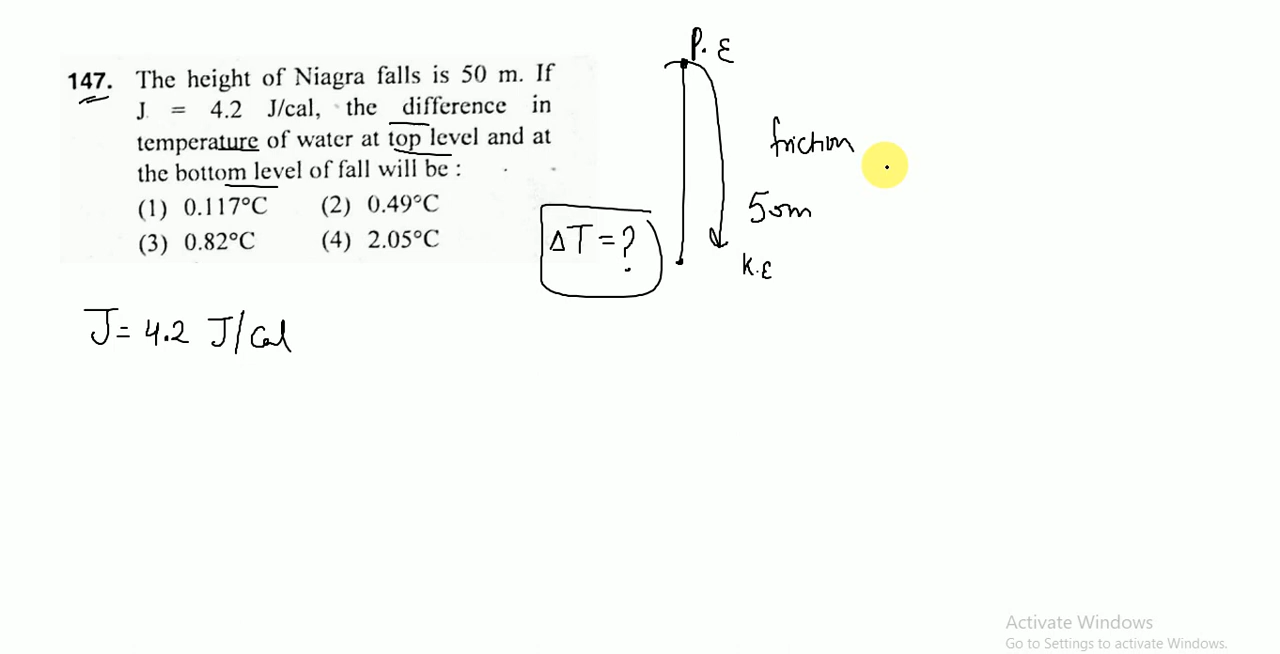 147. The height of Niagra falls is 50 m. If
J = 4.2 J/cal, the difference in
temperature of water at top level and at
the bottom level of fall will be :
(1) 0.117°C (2) 0.49°C
(3) 0.82°C (4) 2.05°C
P.E
friction
50m
ΔT = ?
K.E
J = 4.2 J/Cal
Activate Windows
Go to Settings to activate Windows.